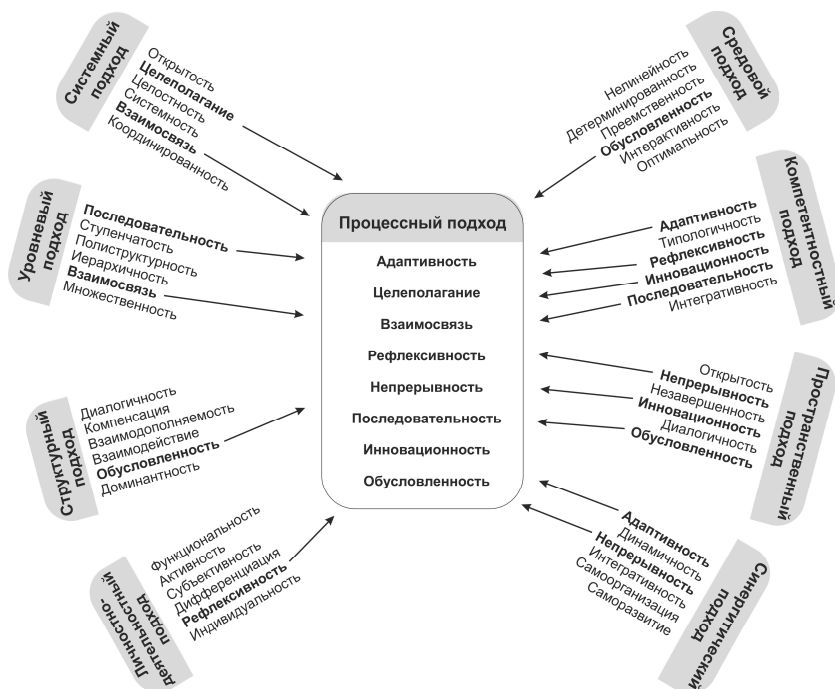 Системный
подход
Открытость
Целеполагание
Целостность
Системность
Взаимосвязь
Координированность
Уровневый
подход
Последовательность
Ступенчатость
Полиструктурность
Иерархичность
Взаимосвязь
Множественность
Структурный
подход
Диалогичность
Компенсация
Взаимодополняемость
Взаимодействие
Обусловленность
Доминантность
Личностно-
деятельностный
подход
Функциональность
Активность
Субъективность
Дифференциация
Рефлексивность
Индивидуальность
Процессный подход
Адаптивность
Целеполагание
Взаимосвязь
Рефлексивность
Непрерывность
Последовательность
Инновационность
Обусловленность
Средовой
подход
Нелинейность
Детерминированность
Преемственность
Обусловленность
Интерактивность
Оптимальность
Компетентностный
подход
Адаптивность
Типологичность
Рефлексивность
Инновационность
Последовательность
Интегративность
Пространственный
подход
Открытость
Непрерывность
Незавершенность
Инновационность
Диалогичность
Обусловленность
Синергитический
подход
Адаптивность
Динамичность
Непрерывность
Интегративность
Самоорганизация
Саморазвитие